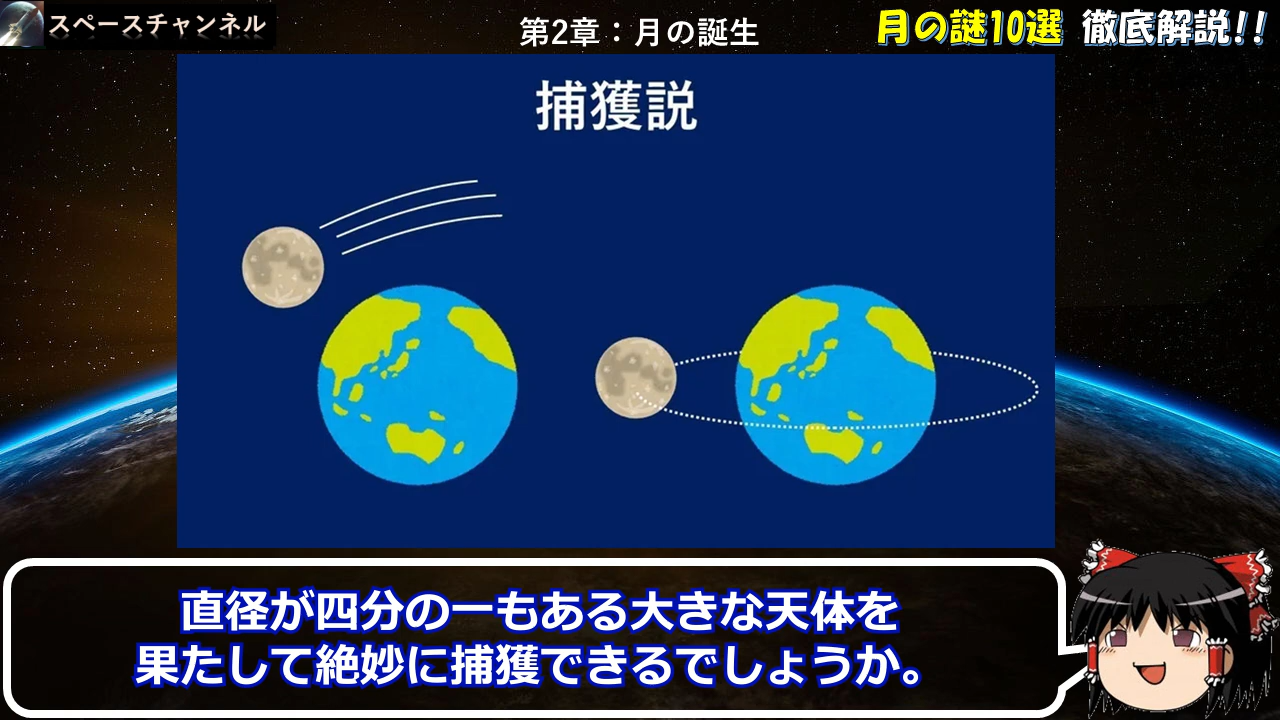 スペースチャンネル
第2章：月の誕生
月の謎10選 徹底解説!!
捕獲説
直径が四分の一もある大きな天体を
果たして絶妙に捕獲できるでしょうか。